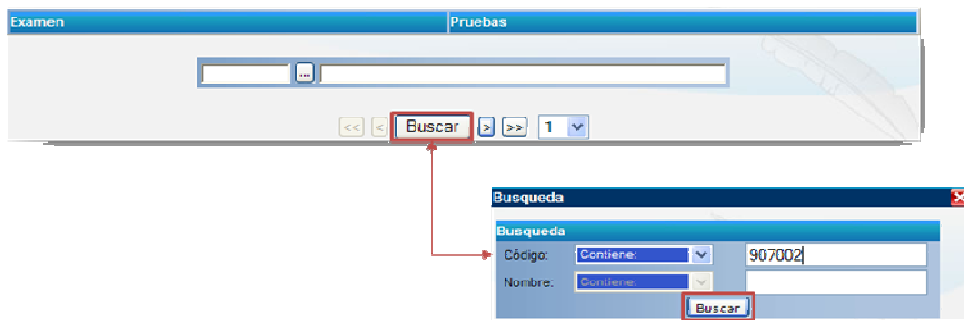 Examen Pruebas
...
<< < Buscar > >> 1
Busqueda
Busqueda
Código: Contiene: 907002
Nombre: Contiene:
Buscar